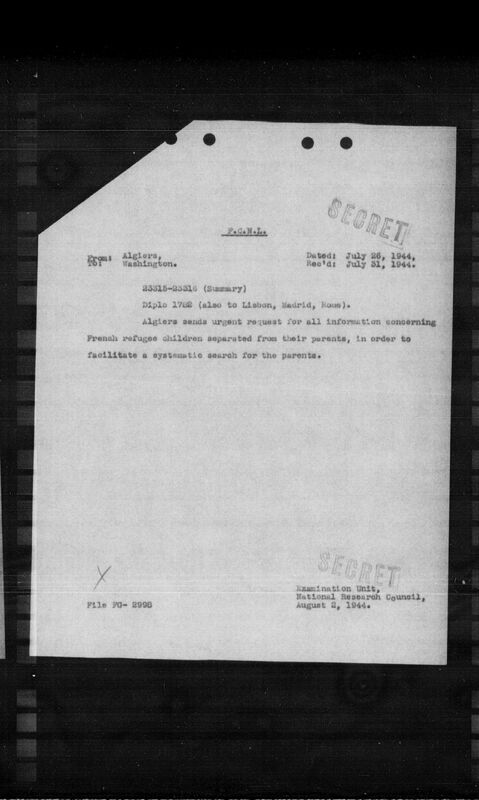 SECRET
F.C.N.L.
From: Algiers, Dated: July 26, 1944.
To: Washington. Rec'd: July 31, 1944.
23315-23316 (Summary)
Diplo 1782 (also to Lisbon, Madrid, Rome).
Algiers sends urgent request for all information concerning
French refugee children separated from their parents, in order to
facilitate a systematic search for the parents.
X
SECRET
Examination Unit,
National Research Council,
File FG- 2998 August 2, 1944.